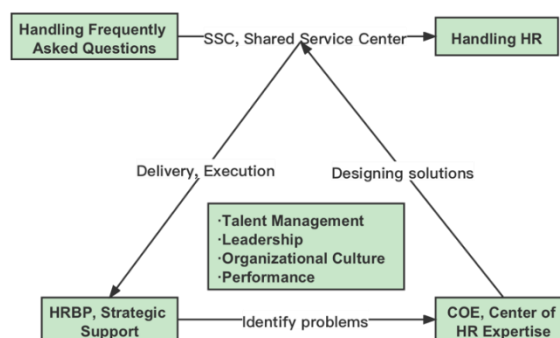 Handling Frequently
Asked Questions
SSC, Shared Service Center
Handling HR
Delivery, Execution
Designing solutions
·Talent Management
·Leadership
·Organizational Culture
·Performance
HRBP, Strategic
Support
Identify problems
COE, Center of
HR Expertise